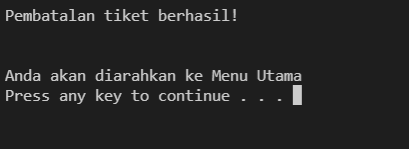 Pembatalan tiket berhasil!
Anda akan diarahkan ke Menu Utama
Press any key to continue . . .